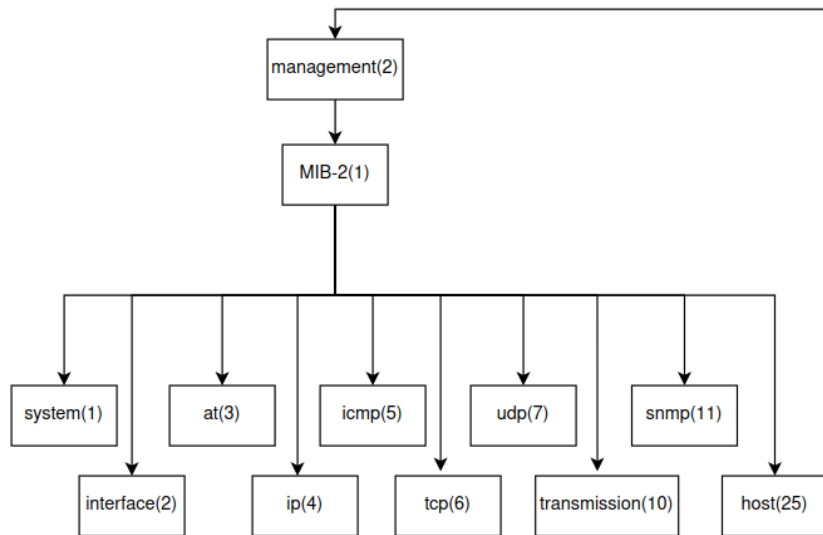 management(2)
MIB-2(1)
system(1)
at(3)
icmp(5)
udp(7)
snmp(11)
interface(2)
ip(4)
tcp(6)
transmission(10)
host(25)